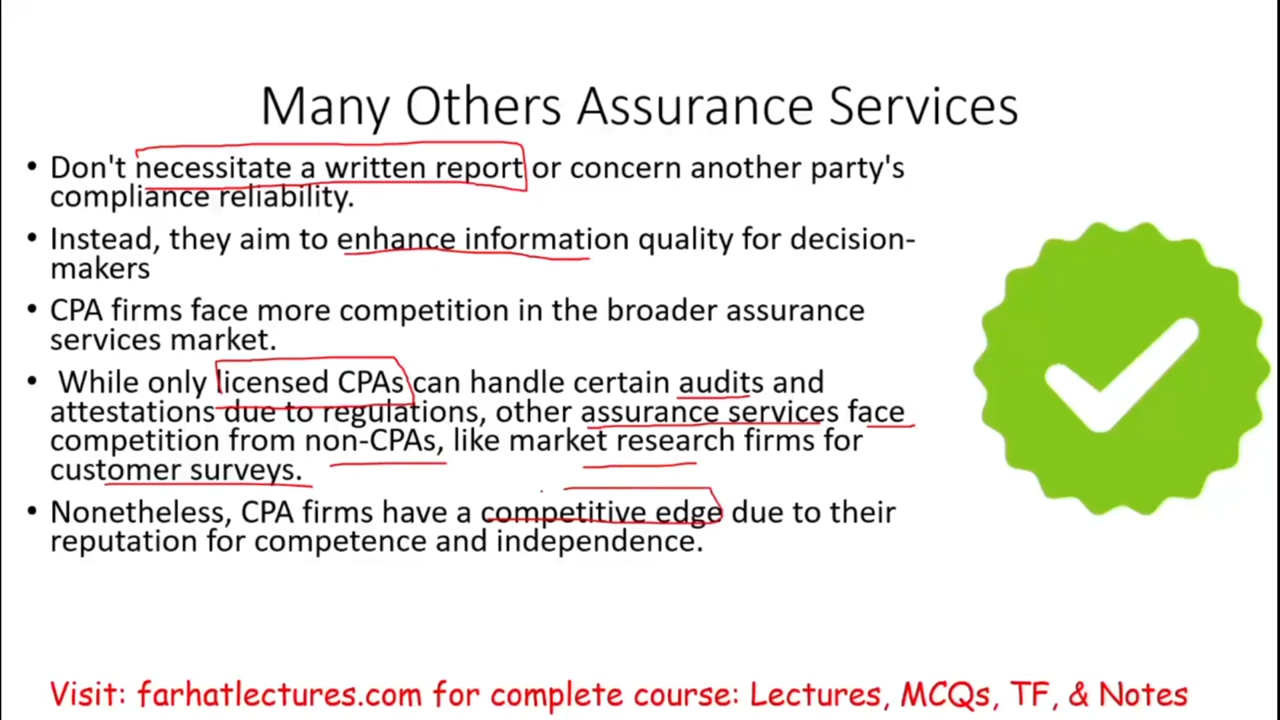 Many Others Assurance Services
• Don't necessitate a written report or concern another party's
compliance reliability.
• Instead, they aim to enhance information quality for decision-
makers
• CPA firms face more competition in the broader assurance
services market.
• While only licensed CPAs can handle certain audits and
attestations due to regulations, other assurance services face
competition from non-CPAs, like market research firms for
customer surveys.
• Nonetheless, CPA firms have a competitive edge due to their
reputation for competence and independence.
Visit: farhatlectures.com for complete course: Lectures, MCQs, TF, & Notes